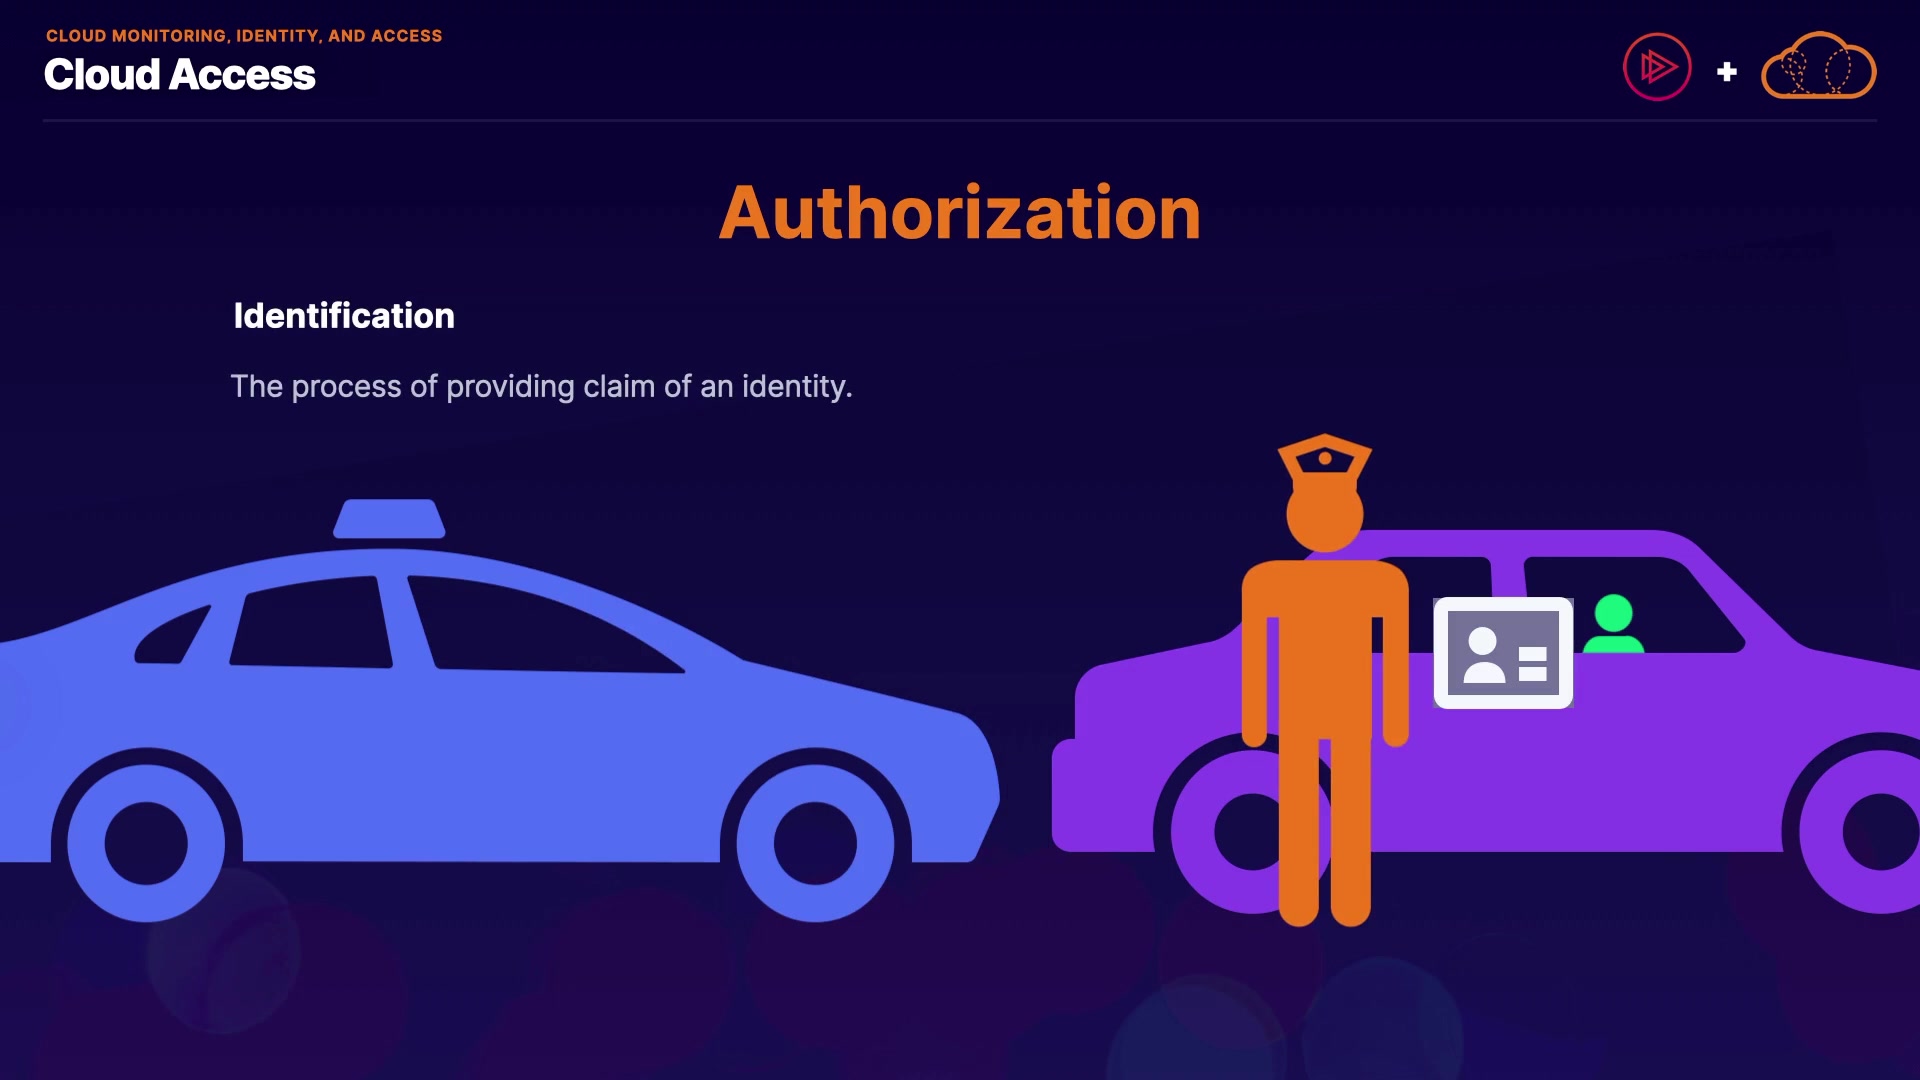 CLOUD MONITORING, IDENTITY, AND ACCESS
Cloud Access
Authorization
Identification
The process of providing claim of an identity.